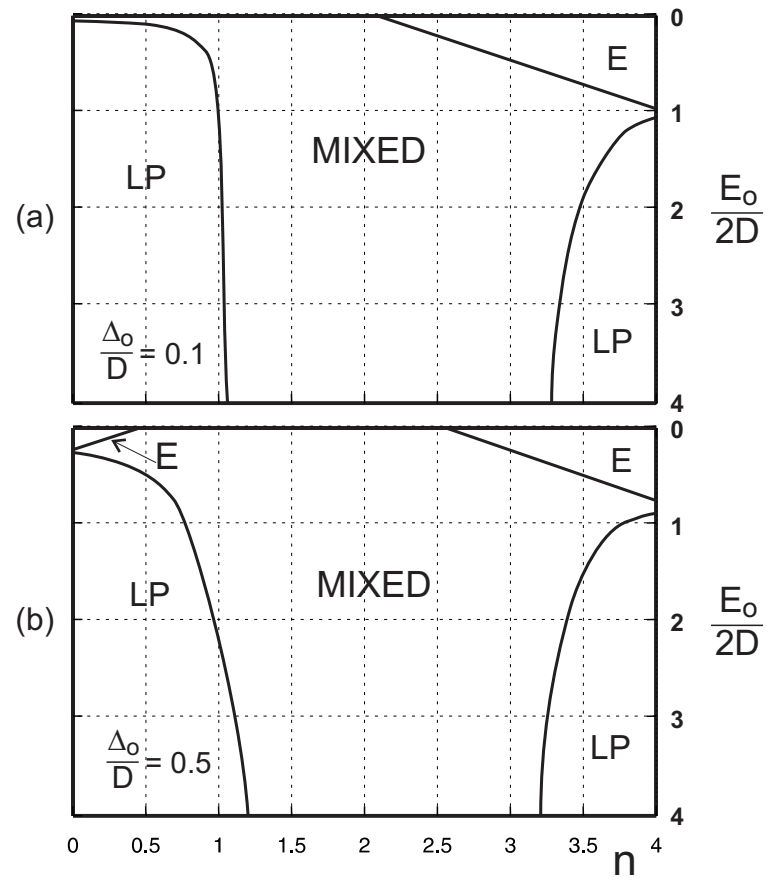 0
E
1
MIXED
LP
(a)
2
E₀
2D
3
Δ₀
D
= 0.1
LP
4
0
E
E
1
MIXED
LP
(b)
2
E₀
2D
3
Δ₀
D
= 0.5
LP
4
0 0.5 1 1.5 2 2.5 3 3.5 4
n